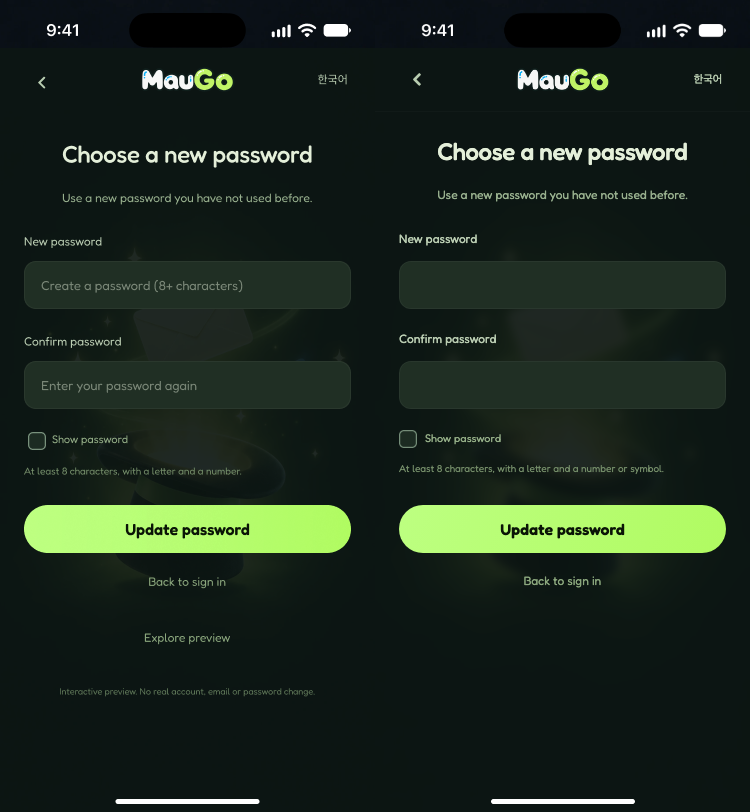 9:41
MauGo
한국어
Choose a new password
Use a new password you have not used before.
New password
Create a password (8+ characters)
Confirm password
Enter your password again
Show password
At least 8 characters, with a letter and a number.
Update password
Back to sign in
Explore preview
Interactive preview. No real account, email or password change.
9:41
MauGo
한국어
Choose a new password
Use a new password you have not used before.
New password
Confirm password
Show password
At least 8 characters, with a letter and a number or symbol.
Update password
Back to sign in